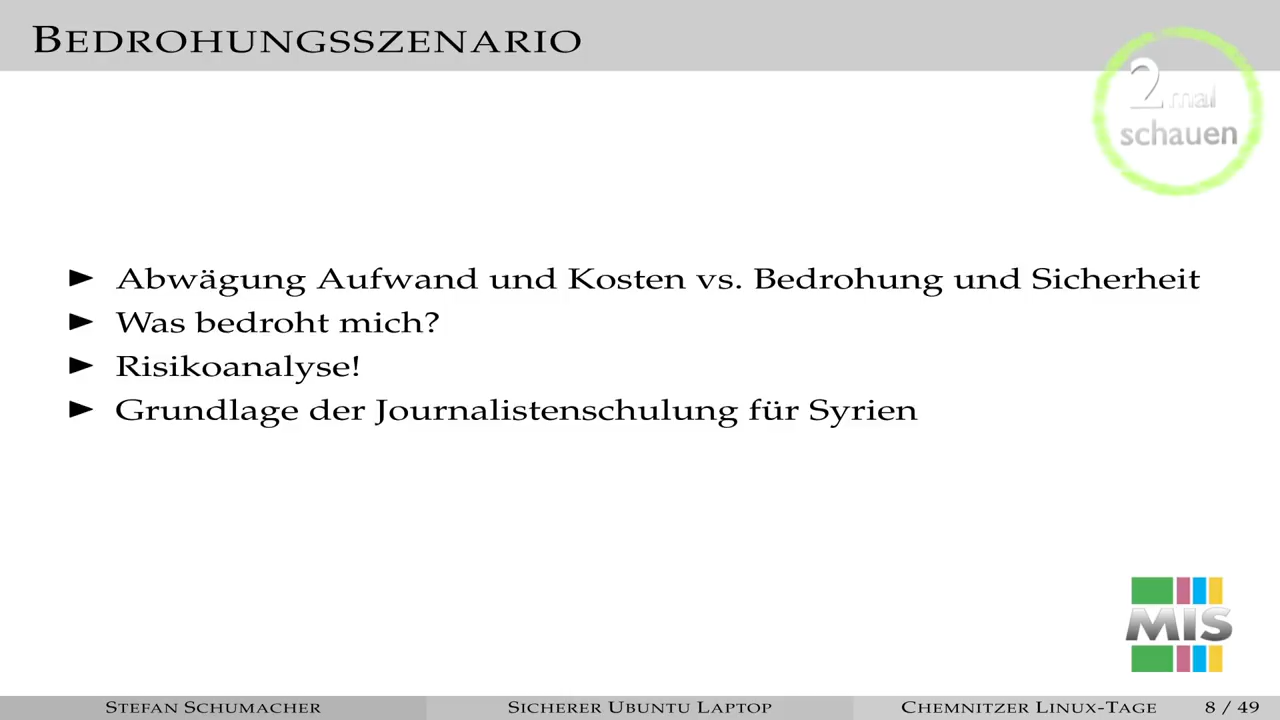 BEDROHUNGSSZENARIO
2 mal
schauen
► Abwägung Aufwand und Kosten vs. Bedrohung und Sicherheit
► Was bedroht mich?
► Risikoanalyse!
► Grundlage der Journalistenschulung für Syrien
MIS
STEFAN SCHUMACHER SICHERER UBUNTU LAPTOP CHEMNITZER LINUX-TAGE 8 / 49